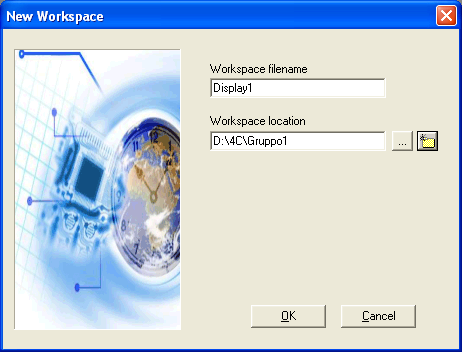 New Workspace
Workspace filename
Display1
Workspace location
D:\4C\Gruppo1
...
OK
Cancel